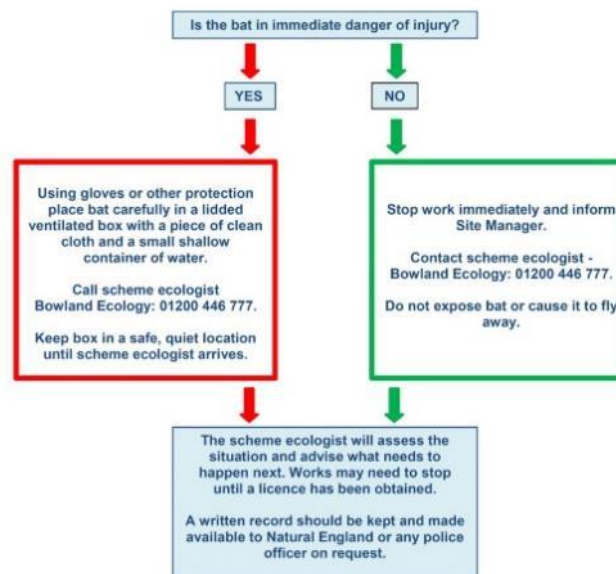 Is the bat in immediate danger of injury?
YES
NO
Using gloves or other protection
place bat carefully in a lidded
ventilated box with a piece of clean
cloth and a small shallow
container of water.
Call scheme ecologist
Bowland Ecology: 01200 446 777.
Keep box in a safe, quiet location
until scheme ecologist arrives.
Stop work immediately and inform
Site Manager.
Contact scheme ecologist -
Bowland Ecology: 01200 446 777.
Do not expose bat or cause it to fly
away.
The scheme ecologist will assess the
situation and advise what needs to
happen next. Works may need to stop
until a licence has been obtained.
A written record should be kept and made
available to Natural England or any police
officer on request.